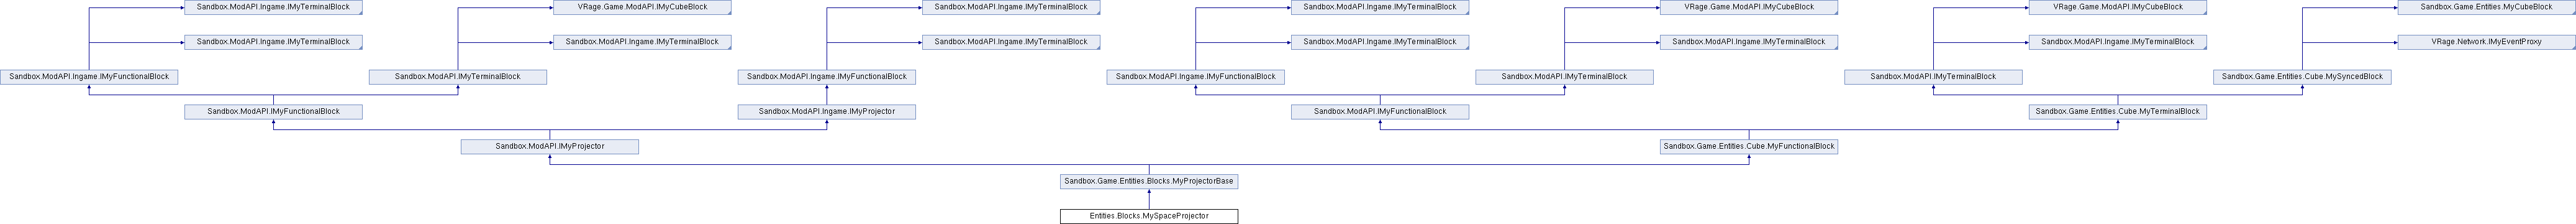 Sandbox.ModAPI.Ingame.IMyTerminalBlock VRage.Game.ModAPI.IMyCubeBlock Sandbox.ModAPI.Ingame.IMyTerminalBlock Sandbox.ModAPI.Ingame.IMyTerminalBlock VRage.Game.ModAPI.IMyCubeBlock VRage.Game.ModAPI.IMyCubeBlock Sandbox.Game.Entities.MyCubeBlock
Sandbox.ModAPI.Ingame.IMyTerminalBlock Sandbox.ModAPI.Ingame.IMyTerminalBlock Sandbox.ModAPI.Ingame.IMyTerminalBlock Sandbox.ModAPI.Ingame.IMyTerminalBlock Sandbox.ModAPI.Ingame.IMyTerminalBlock Sandbox.ModAPI.Ingame.IMyTerminalBlock VRage.Network.IMyEventProxy
Sandbox.ModAPI.Ingame.IMyFunctionalBlock Sandbox.ModAPI.IMyTerminalBlock Sandbox.ModAPI.Ingame.IMyFunctionalBlock Sandbox.ModAPI.Ingame.IMyFunctionalBlock Sandbox.ModAPI.IMyTerminalBlock Sandbox.ModAPI.IMyTerminalBlock Sandbox.Game.Entities.Cube.MySyncedBlock
Sandbox.ModAPI.IMyFunctionalBlock Sandbox.ModAPI.Ingame.IMyProjector Sandbox.ModAPI.IMyFunctionalBlock Sandbox.Game.Entities.Cube.MyTerminalBlock
Sandbox.ModAPI.IMyProjector Sandbox.Game.Entities.Cube.MyFunctionalBlock
Sandbox.Game.Entities.Blocks.MyProjectorBase
Entities.Blocks.MySpaceProjector